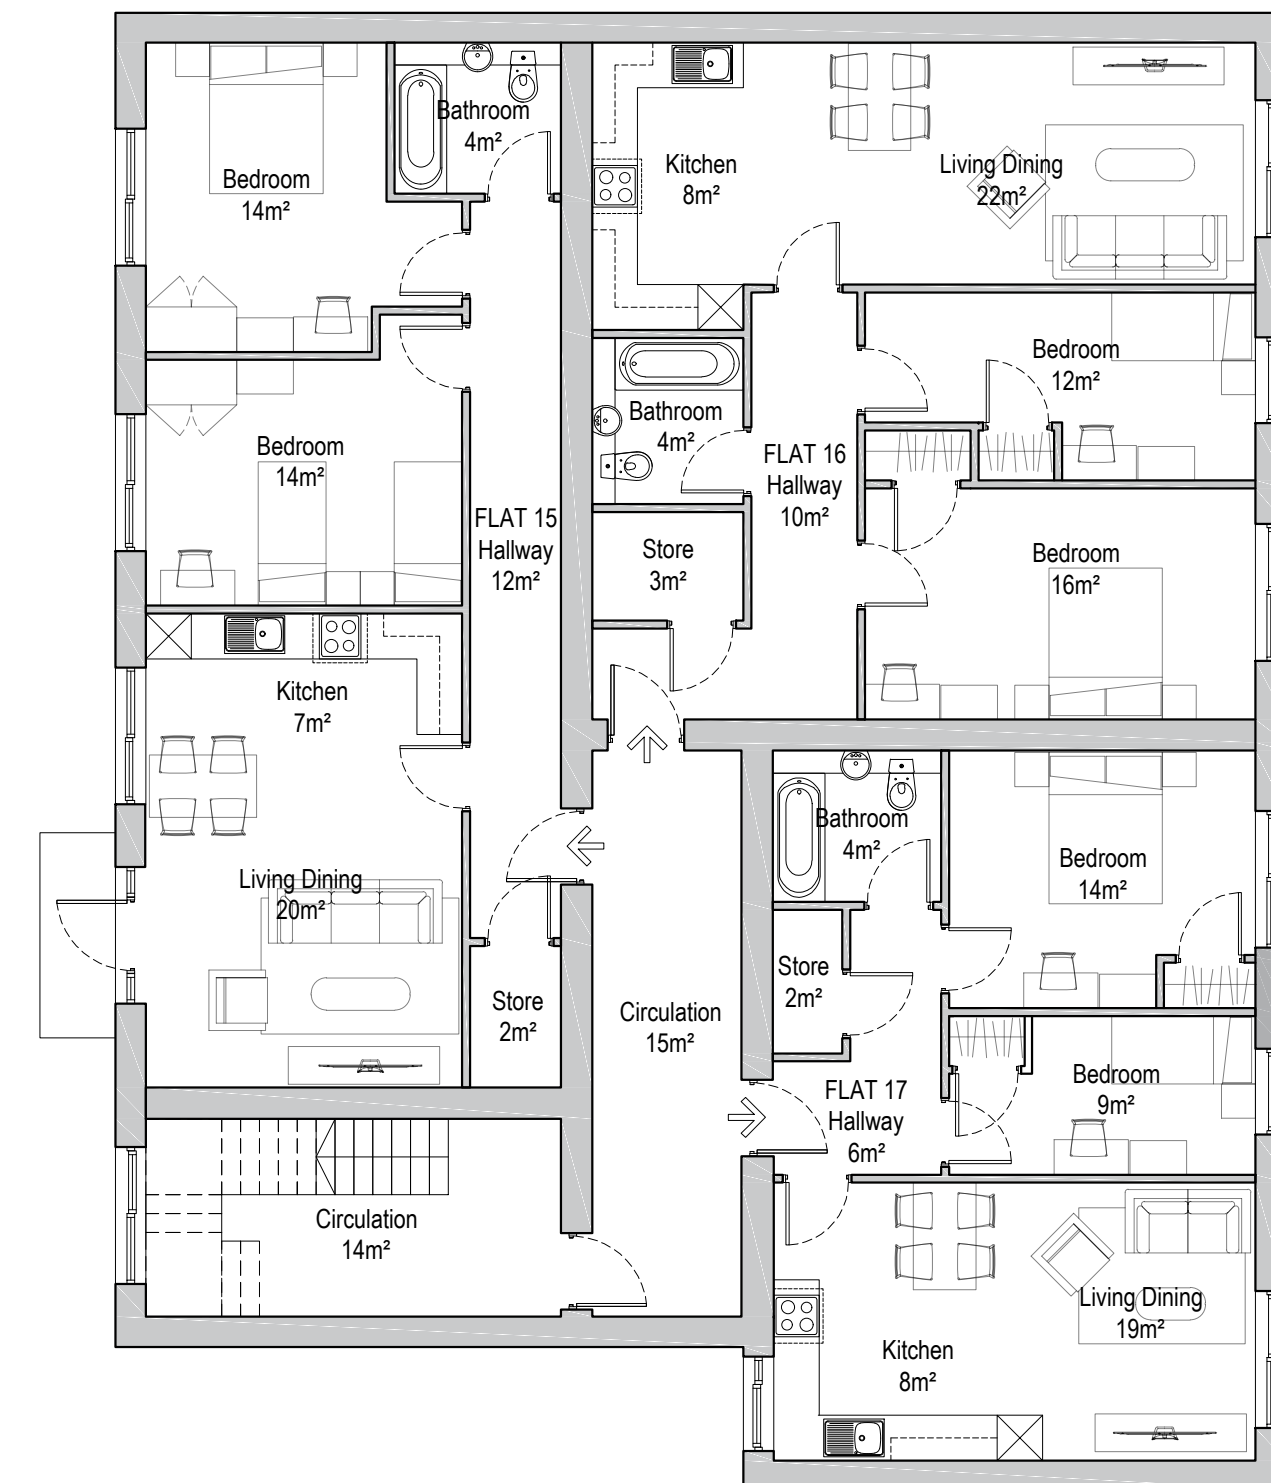 Bathroom
4m²
Bedroom
14m²
Kitchen
8m²
Living Dining
22m²
Bedroom
12m²
Bathroom
4m²
Bedroom
14m²
FLAT 16
Hallway
10m²
FLAT 15
Hallway
12m²
Store
3m²
Bedroom
16m²
Kitchen
7m²
Bathroom
4m²
Bedroom
14m²
Living Dining
20m²
Store
2m²
Store
2m²
Circulation
15m²
Bedroom
9m²
FLAT 17
Hallway
6m²
Circulation
14m²
Living Dining
19m²
Kitchen
8m²